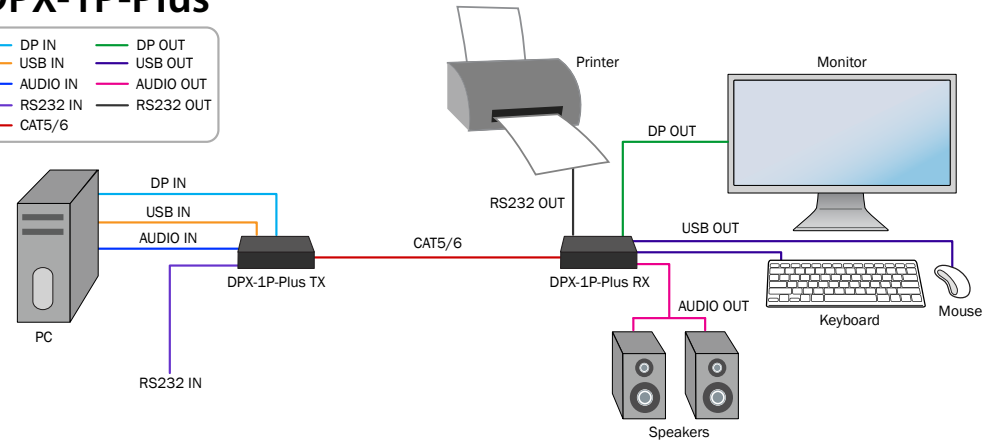 DPX-1P-Plus
DP IN
DP OUT
USB IN
USB OUT
AUDIO IN
AUDIO OUT
RS232 IN
RS232 OUT
CAT5/6
Printer
Monitor
DP OUT
DP IN
RS232 OUT
USB IN
USB OUT
AUDIO IN
CAT5/6
DPX-1P-Plus TX
DPX-1P-Plus RX
AUDIO OUT
Keyboard
Mouse
PC
RS232 IN
Speakers